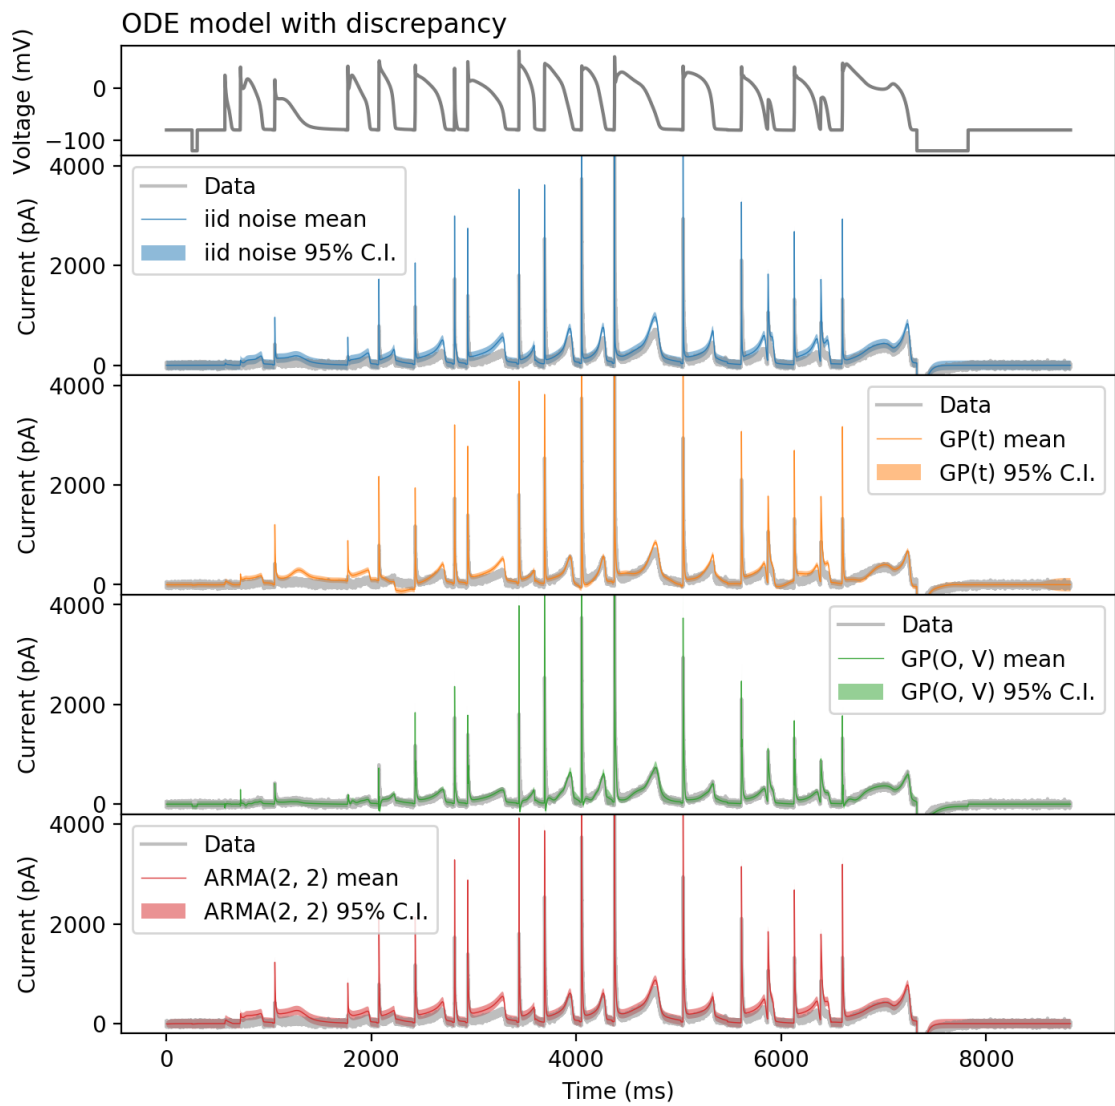 ODE model with discrepancy
Voltage (mV)
0
−100
Current (pA)
4000
2000
0
Data
iid noise mean
iid noise 95% C.I.
Current (pA)
4000
2000
0
Data
GP(t) mean
GP(t) 95% C.I.
Current (pA)
4000
2000
0
Data
GP(O, V) mean
GP(O, V) 95% C.I.
Current (pA)
4000
2000
0
Data
ARMA(2, 2) mean
ARMA(2, 2) 95% C.I.
0 2000 4000 6000 8000
Time (ms)